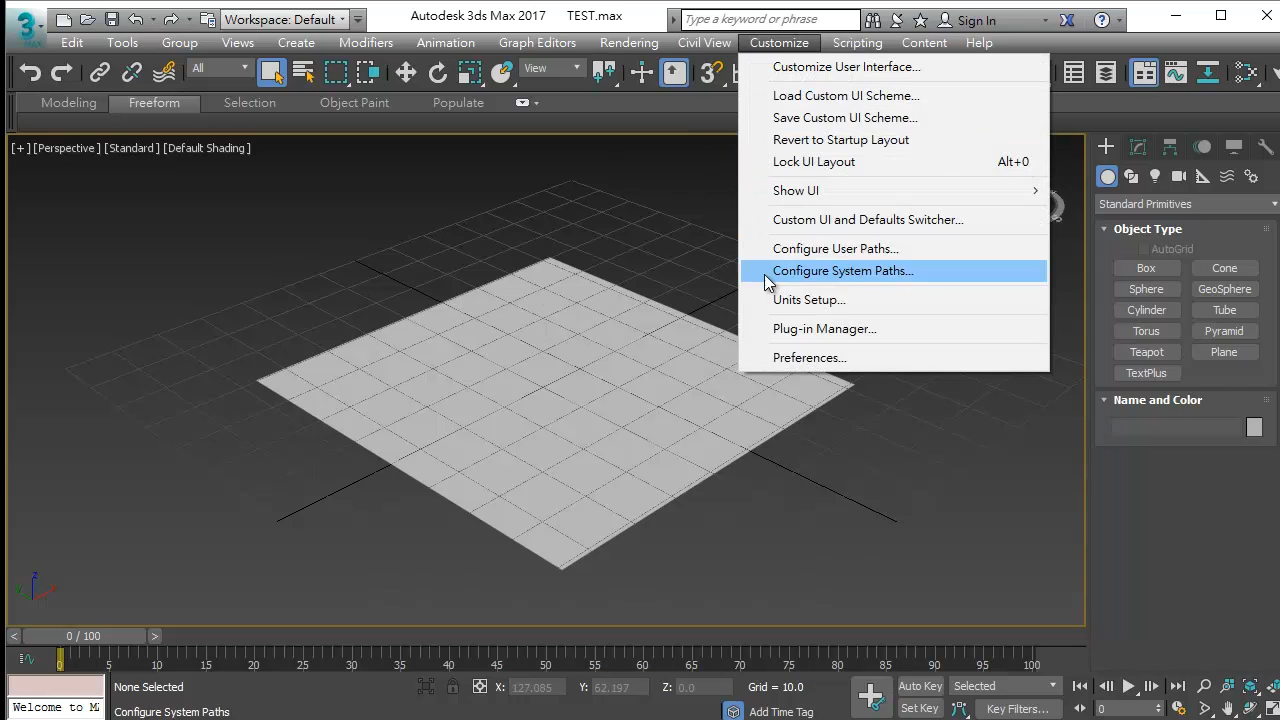 Workspace: Default
Autodesk 3ds Max 2017 TEST.max
Type a keyword or phrase
Sign In
Edit Tools Group Views Create Modifiers Animation Graph Editors Rendering Civil View Customize Scripting Content Help
All
View
Modeling Freeform Selection Object Paint Populate
Customize User Interface...
Load Custom UI Scheme...
Save Custom UI Scheme...
Revert to Startup Layout
Lock UI Layout Alt+0
Show UI
Custom UI and Defaults Switcher...
Configure User Paths...
Configure System Paths...
Units Setup...
Plug-in Manager...
Preferences...
[+] [Perspective] [Standard] [Default Shading]
Standard Primitives
Object Type
AutoGrid
Box Cone
Sphere GeoSphere
Cylinder Tube
Torus Pyramid
Teapot Plane
TextPlus
Name and Color
z
0 / 100
0 5 10 15 20 25 30 35 40 45 50 55 60 65 70 75 80 85 90 95 100
None Selected
X: 127.085 Y: 62.197 Z: 0.0
Grid = 10.0
Auto Key Selected
Welcome to
Configure System Paths
Add Time Tag
Set Key Key Filters...
0